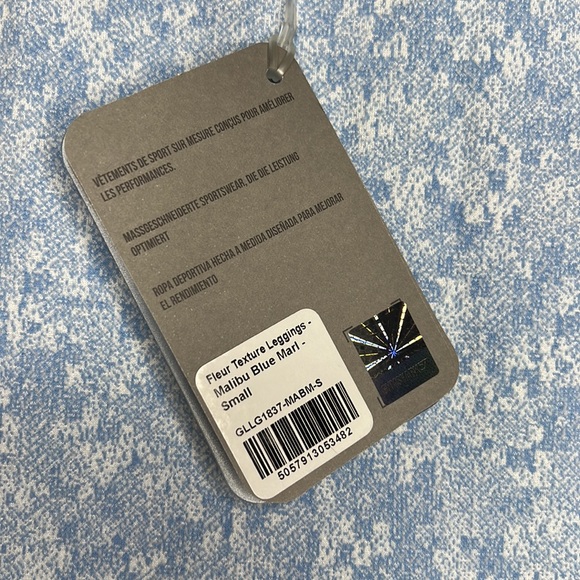 VÊTEMENTS DE SPORT SUR MESURE CONÇUS POUR AMÉLIORER
LES PERFORMANCES.
MASSGESCHNEIDERTE SPORTSWEAR, DIE DIE LEISTUNG
OPTIMIERT
ROPA DEPORTIVA HECHA A MEDIDA DISEÑADA PARA MEJORAR
EL RENDIMIENTO
Fleur Texture Leggings -
Malibu Blue Marl -
Small
GLLG1837-MABM-S
5057913053482